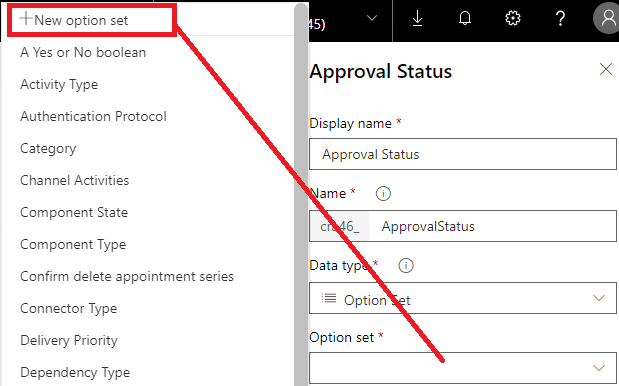 New option set
A Yes or No boolean
Activity Type
Authentication Protocol
Category
Channel Activities
Component State
Component Type
Confirm delete appointment series
Connector Type
Delivery Priority
Dependency Type
45)
?
Approval Status
Display name *
Approval Status
Name *
ApprovalStatus
Data type *
Option Set
Option set *